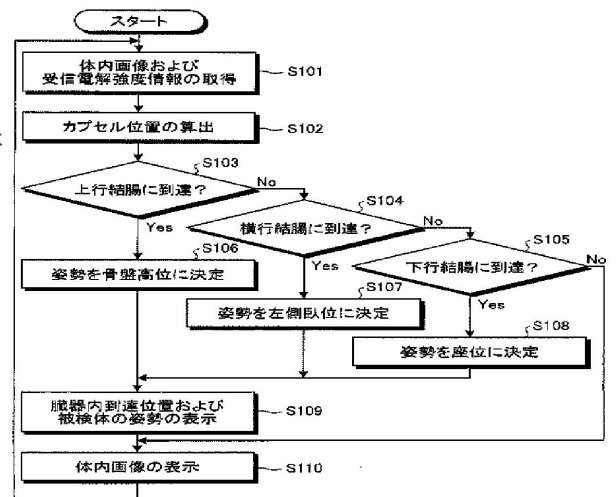 スタート
体内画像および
受信電解強度情報の取得
S101
カプセル位置の算出
S102
S103
上行結腸に到達？
No
Yes
S104
横行結腸に到達？
No
Yes
S105
下行結腸に到達？
No
Yes
S106
姿勢を骨盤高位に決定
S107
姿勢を左側臥位に決定
S108
姿勢を座位に決定
臓器内到達位置および
被検体の姿勢の表示
S109
体内画像の表示
S110